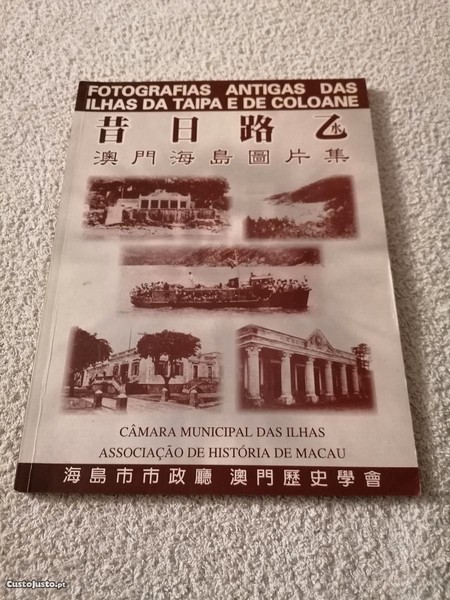 FOTOGRAFIAS ANTIGAS DAS
ILHAS DA TAIPA E DE COLOANE
昔日路氹
澳門海島圖片集
CÂMARA MUNICIPAL DAS ILHAS
ASSOCIAÇÃO DE HISTÓRIA DE MACAU
海島市市政廳 澳門歷史學會
CustoJusto.pt